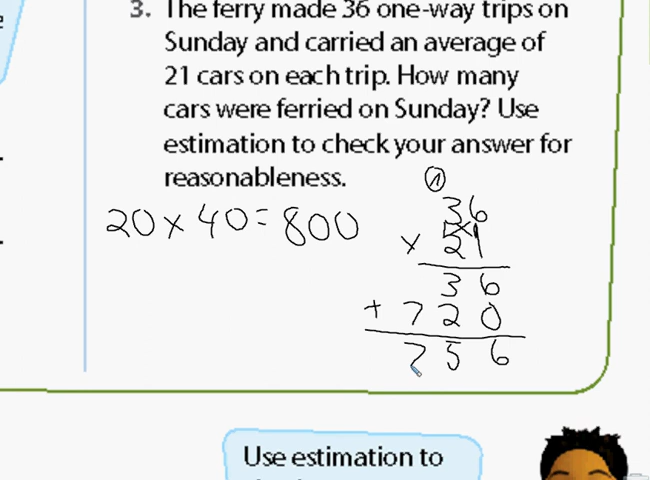 3. The ferry made 36 one-way trips on
Sunday and carried an average of
21 cars on each trip. How many
cars were ferried on Sunday? Use
estimation to check your answer for
reasonableness.
20 x 40 = 800
1
36
x 21
36
+ 720
756
Use estimation to